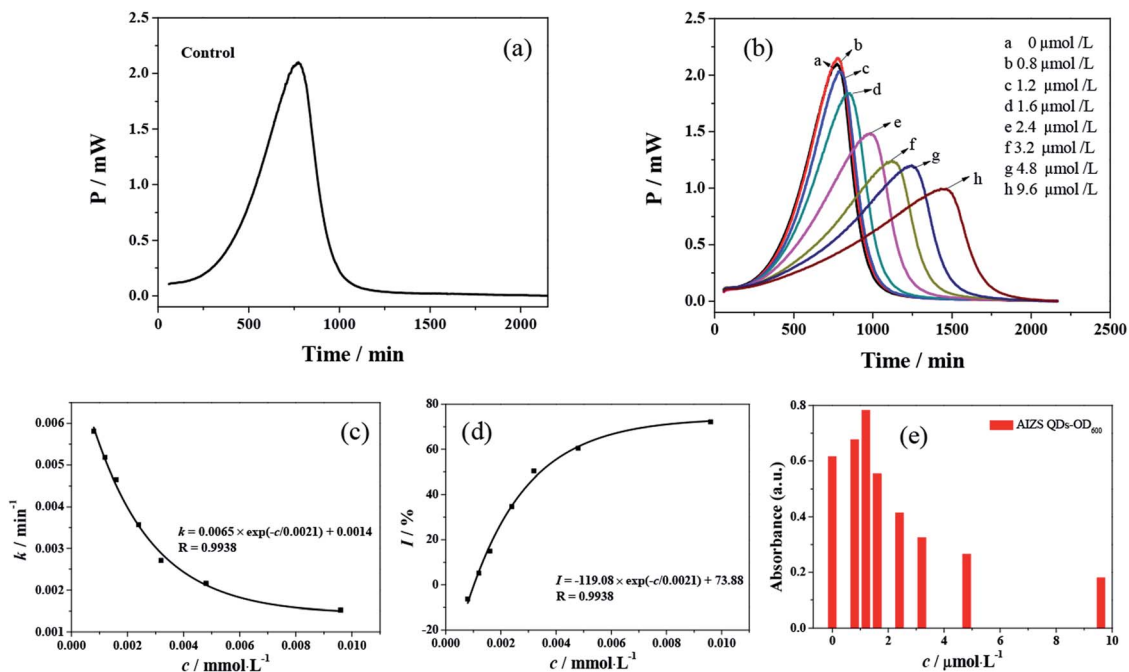 2.5
2.0
1.5
1.0
0.5
0.0
P / mW
Control
(a)
0
500
1000
1500
2000
Time / min
2.5
2.0
1.5
1.0
0.5
0.0
P / mW
(b)
a
b
c
d
e
f
g
h
a 0 μmol /L
b 0.8 μmol /L
c 1.2 μmol /L
d 1.6 μmol /L
e 2.4 μmol /L
f 3.2 μmol /L
g 4.8 μmol /L
h 9.6 μmol /L
0
500
1000
1500
2000
2500
Time / min
0.006
0.005
0.004
0.003
0.002
0.001
k / min⁻¹
(c)
k = 0.0065 × exp(-c/0.0021) + 0.0014
R = 0.9938
0.000
0.002
0.004
0.006
0.008
0.010
c / mmol·L⁻¹
80
60
40
20
0
-20
I / %
(d)
I = -119.08 × exp(-c/0.0021) + 73.88
R = 0.9938
0.000
0.002
0.004
0.006
0.008
0.010
c / mmol·L⁻¹
0.8
0.6
0.4
0.2
0.0
Absorbance (a.u.)
(e)
AIZS QDs-OD₆₀₀
0
2
4
6
8
10
c / μmol·L⁻¹